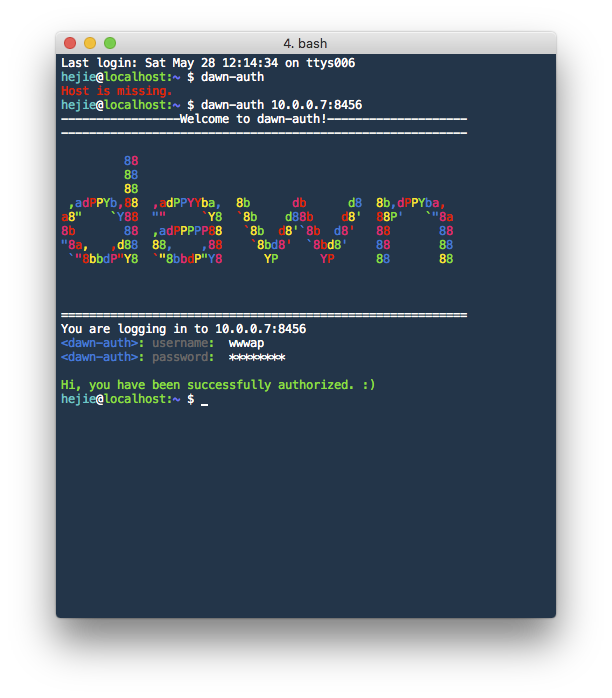 4. bash
Last login: Sat May 28 12:14:34 on ttys006
hejie@localhost:~ $ dawn-auth
Host is missing.
hejie@localhost:~ $ dawn-auth 10.0.0.7:8456
-----------------Welcome to dawn-auth!--------------------
----------------------------------------------------------
         88
         88
         88
 ,adPPYb,88  ,adPPYYba,  8b      db      d8  8b,dPPYba,
a8"    `Y88  ""     `Y8  `8b    d88b    d8'  88P'   `"8a
8b       88  ,adPPPPP88   `8b  d8'`8b  d8'   88       88
"8a,   ,d88  88,    ,88    `8bd8'  `8bd8'    88       88
 `"8bbdP"Y8  `"8bbdP"Y8      YP      YP      88       88
==========================================================
You are logging in to 10.0.0.7:8456
<dawn-auth>: username:  wwwap
<dawn-auth>: password:  ********
Hi, you have been successfully authorized. :)
hejie@localhost:~ $ _